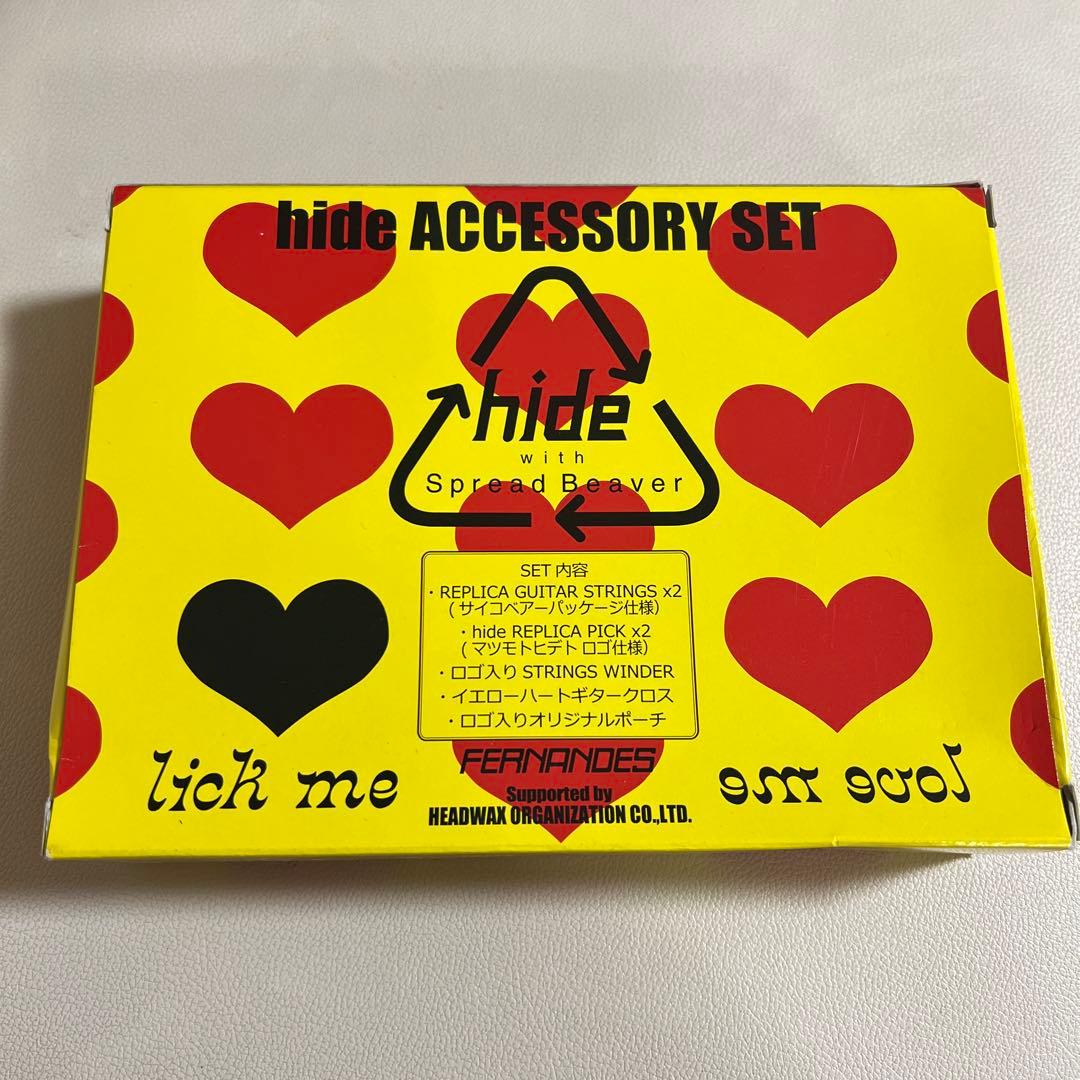 hide ACCESSORY SET
hide
with
Spread Beaver
SET 内容
・REPLICA GUITAR STRINGS x2
(サイコベアーパッケージ仕様)
・hide REPLICA PICK x2
(マツモトヒデト ロゴ仕様)
・ロゴ入り STRINGS WINDER
・イエローハートギタークロス
・ロゴ入りオリジナルポーチ
lick me
love me
FERNANDES
Supported by
HEADWAX ORGANIZATION CO.,LTD.